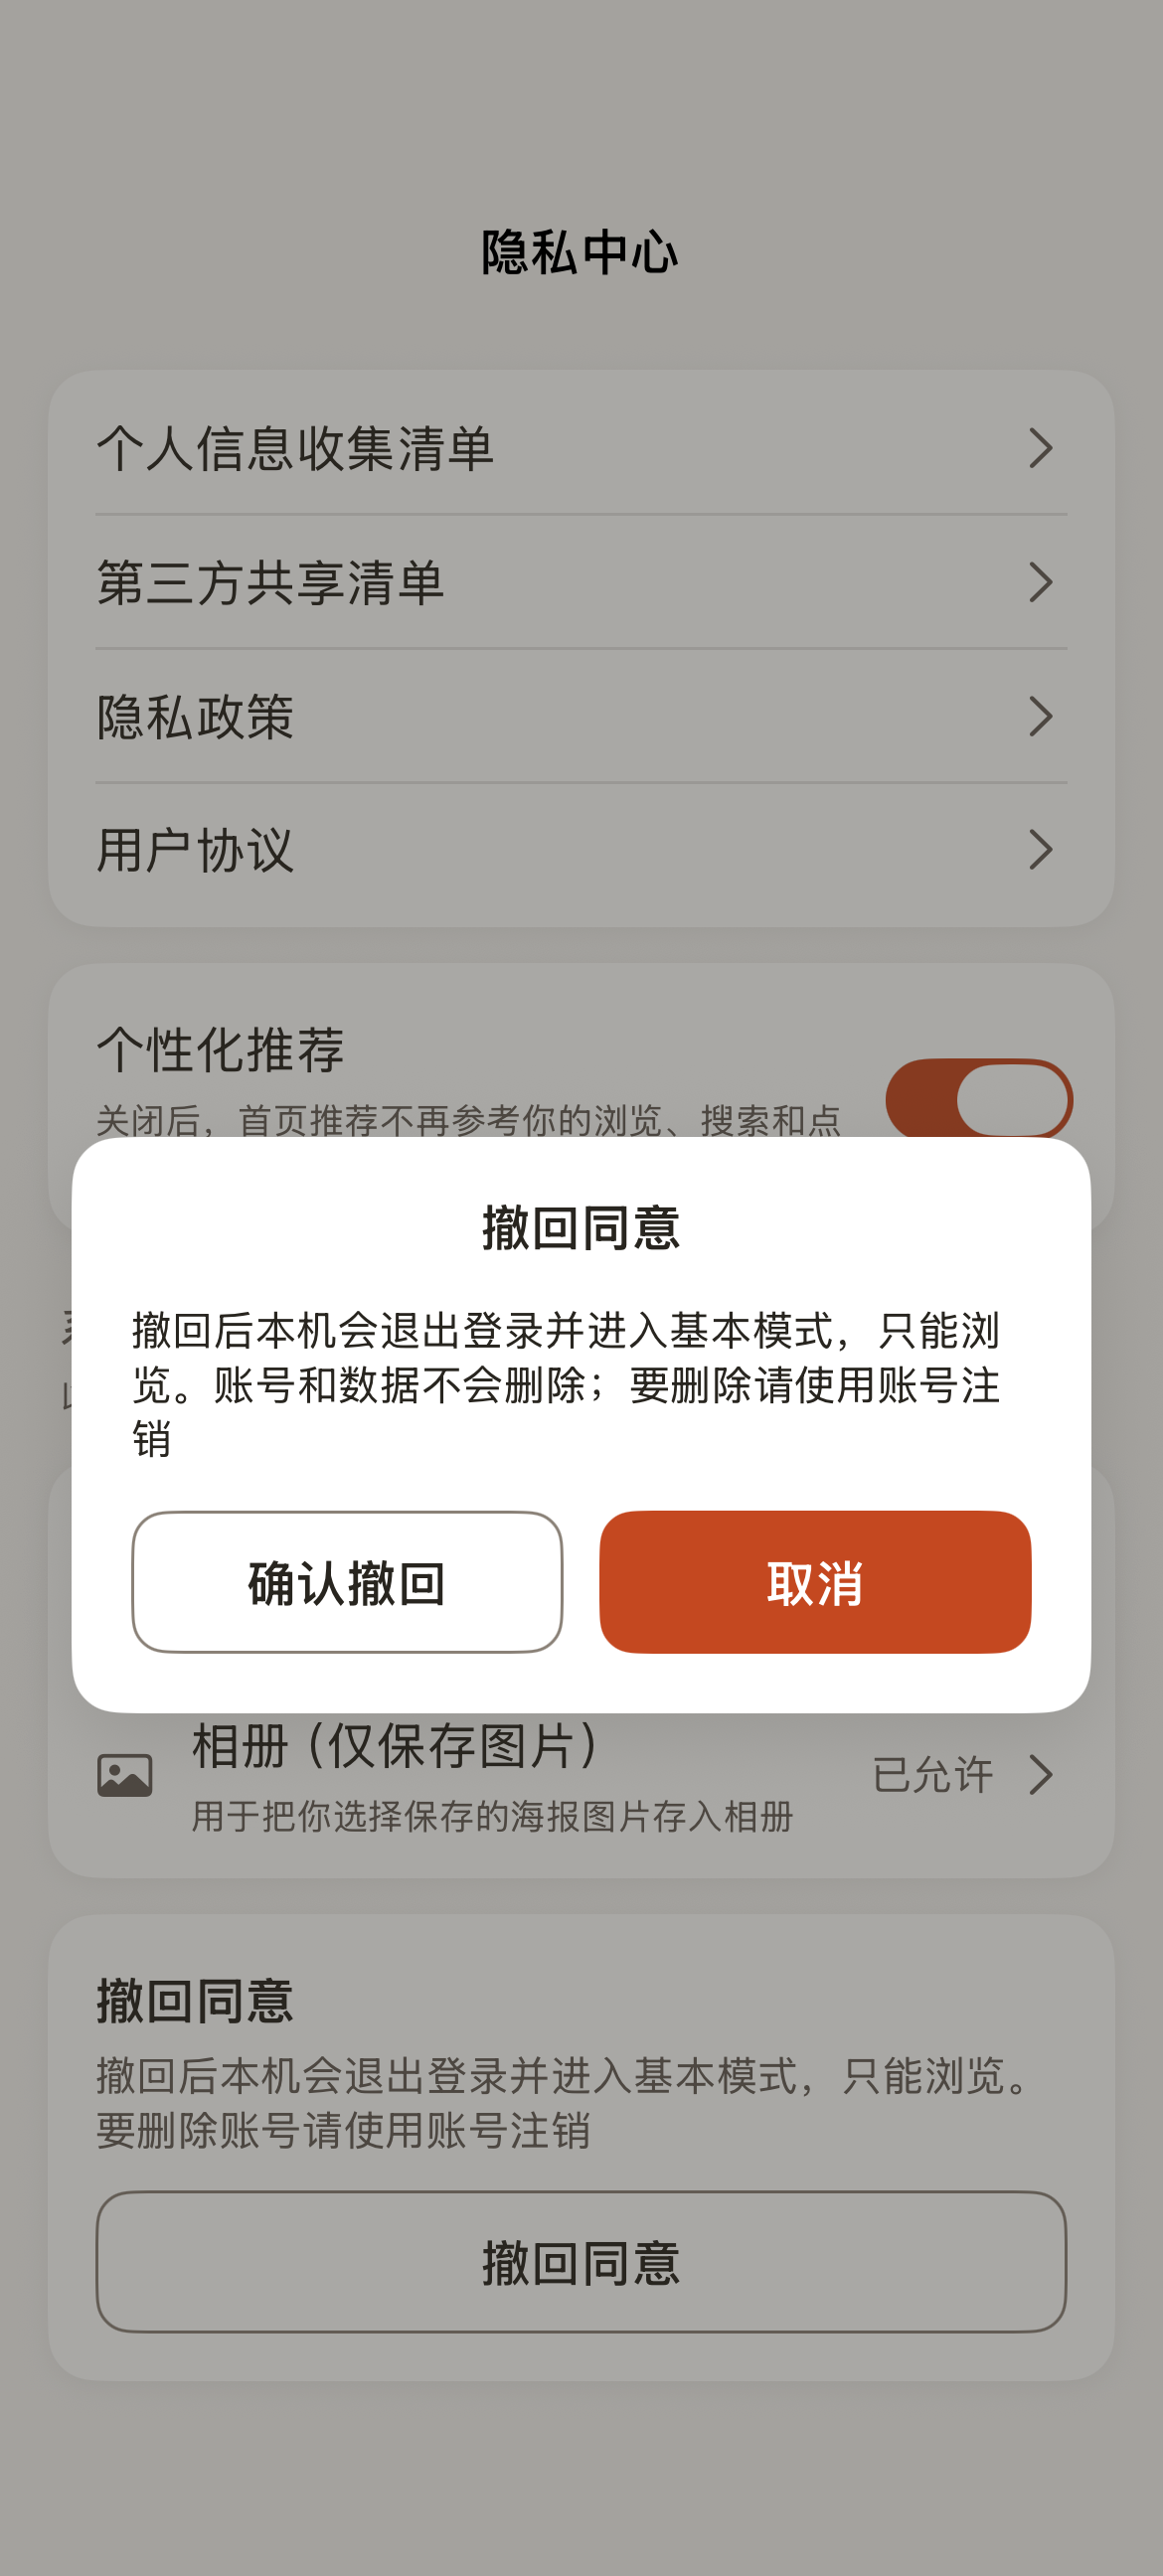 隐私中心
个人信息收集清单
第三方共享清单
隐私政策
用户协议
个性化推荐
关闭后，首页推荐不再参考你的浏览、搜索和点
撤回同意
撤回后本机会退出登录并进入基本模式，只能浏
览。账号和数据不会删除；要删除请使用账号注
销
确认撤回
取消
相册（仅保存图片）
已允许
用于把你选择保存的海报图片存入相册
撤回同意
撤回后本机会退出登录并进入基本模式，只能浏览。
要删除账号请使用账号注销
撤回同意